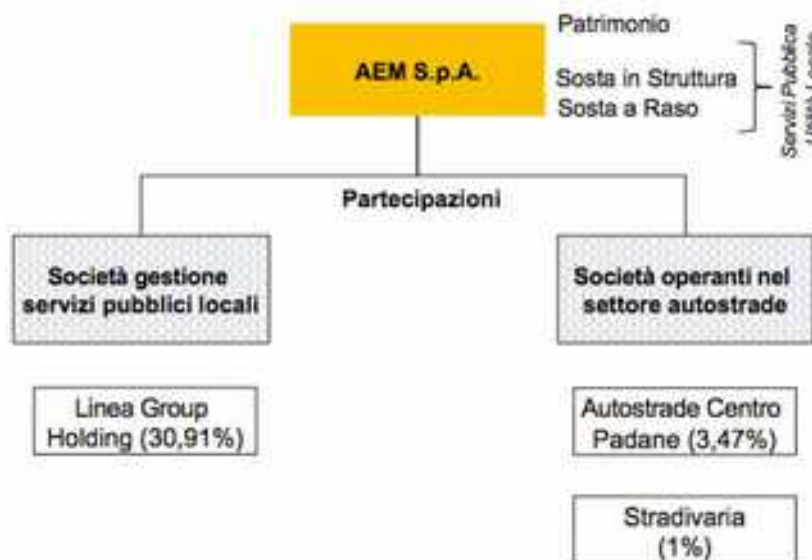 Patrimonio
AEM S.p.A.
Sosta in Struttura
Sosta a Raso
Servizi Pubblica
Partecipazioni
Società gestione
servizi pubblici locali
Società operanti nel
settore autostrade
Linea Group
Holding (30,91%)
Autostrade Centro
Padane (3,47%)
Stradivaria
(1%)